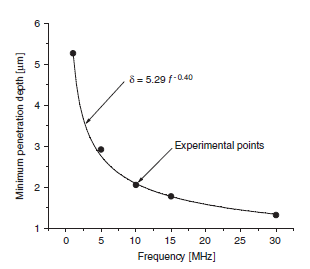 6
5
4
3
2
1
Minimum penetration depth [μm]
δ = 5.29 f -0.40
Experimental points
0 5 10 15 20 25 30
Frequency [MHz]